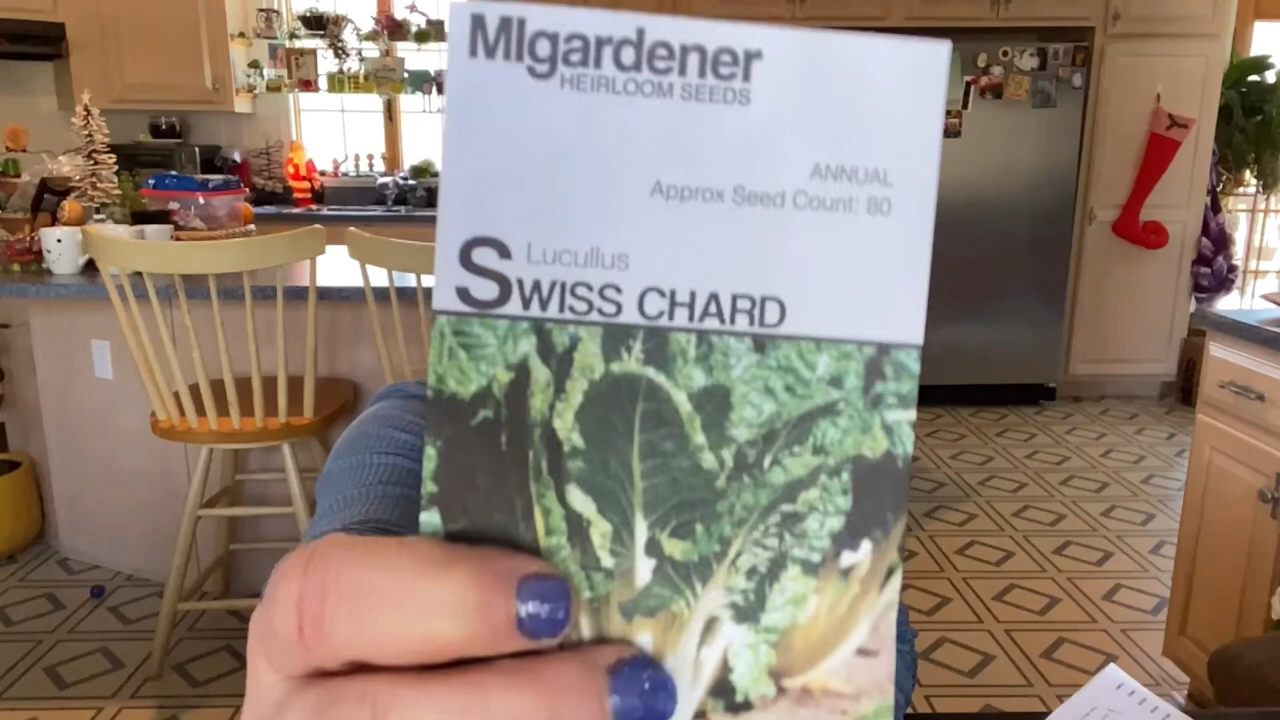 MIgardener
HEIRLOOM SEEDS
ANNUAL
Approx Seed Count: 80
Lucullus
SWISS CHARD